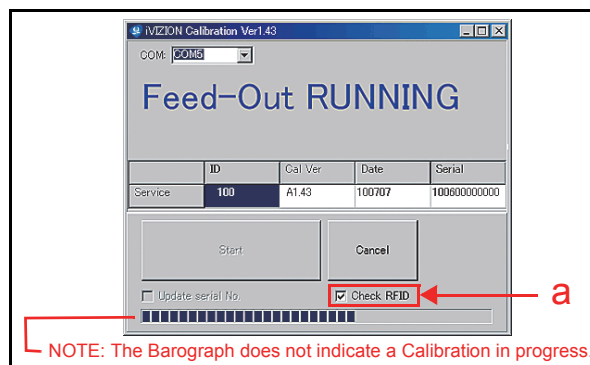 iVIZION Calibration Ver1.43
COM: COM5
Feed-Out RUNNING
ID Cal Ver Date Serial
Service 100 A1.43 100707 100600000000
Start Cancel
Update serial No. Check RFID a
NOTE: The Barograph does not indicate a Calibration in progress.